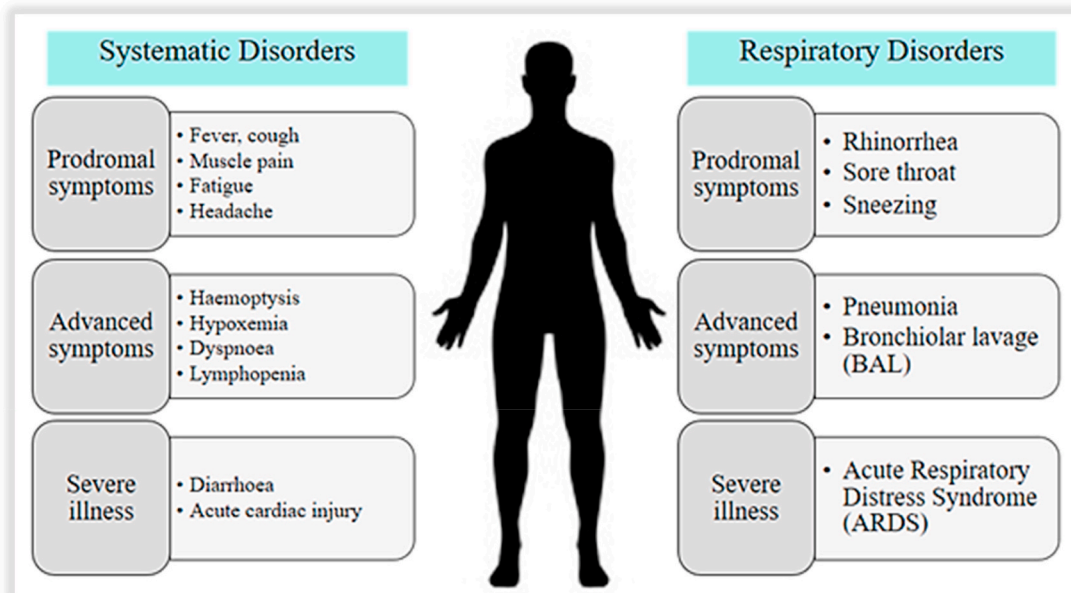 Systematic Disorders
Prodromal
symptoms
• Fever, cough
• Muscle pain
• Fatigue
• Headache
Advanced
symptoms
• Haemoptysis
• Hypoxemia
• Dyspnoea
• Lymphopenia
Severe
illness
• Diarrhoea
• Acute cardiac injury
Respiratory Disorders
Prodromal
symptoms
• Rhinorrhea
• Sore throat
• Sneezing
Advanced
symptoms
• Pneumonia
• Bronchiolar lavage
(BAL)
Severe
illness
• Acute Respiratory
Distress Syndrome
(ARDS)